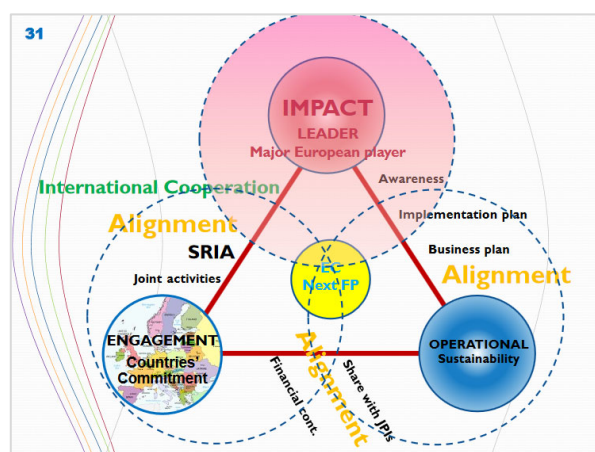 31
IMPACT
LEADER
Major European player
Awareness
International Cooperation
Implementation plan
Alignment
SRIA
Business plan
Alignment
Joint activities
EC
Next FP
ENGAGEMENT
Countries'
Commitment
OPERATIONAL
Sustainability
Financial cont.
Alignment
Share with JPIs